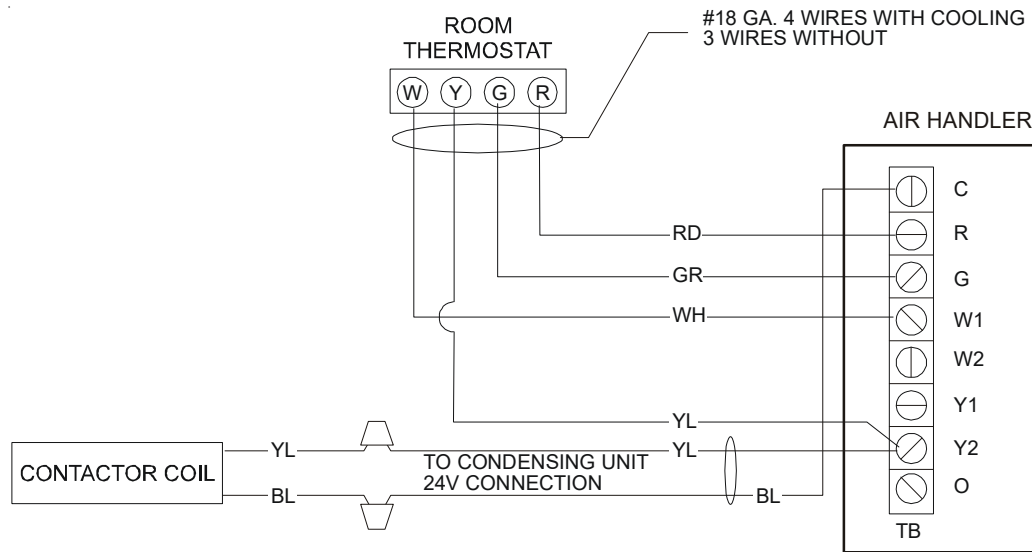 #18 GA. 4 WIRES WITH COOLING
3 WIRES WITHOUT
ROOM
THERMOSTAT
W Y G R
AIR HANDLER
C
RD R
GR G
WH W1
W2
Y1
YL
YL YL Y2
CONTACTOR COIL
TO CONDENSING UNIT
24V CONNECTION
BL BL O
TB